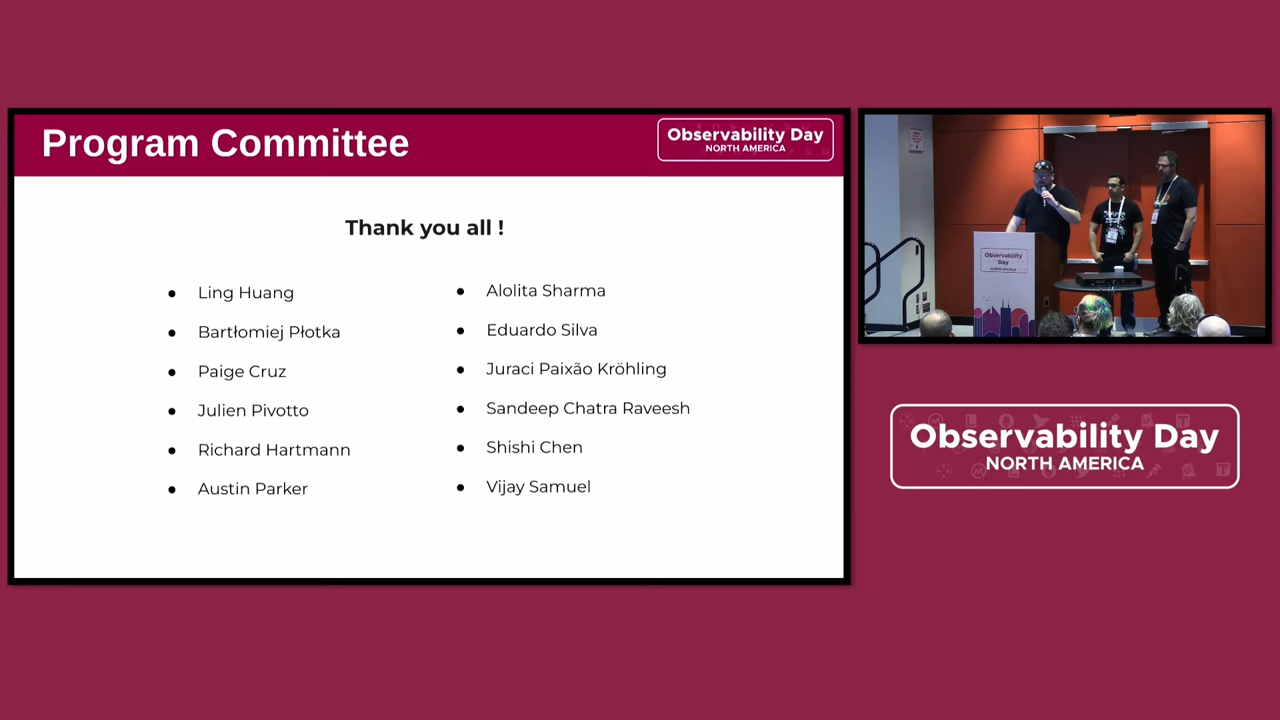 Program Committee
Observability Day
NORTH AMERICA
Thank you all !
Ling Huang
Bartłomiej Płotka
Paige Cruz
Julien Pivotto
Richard Hartmann
Austin Parker
Alolita Sharma
Eduardo Silva
Juraci Paixão Kröhling
Sandeep Chatra Raveesh
Shishi Chen
Vijay Samuel
Observability
Day
Observability Day
NORTH AMERICA